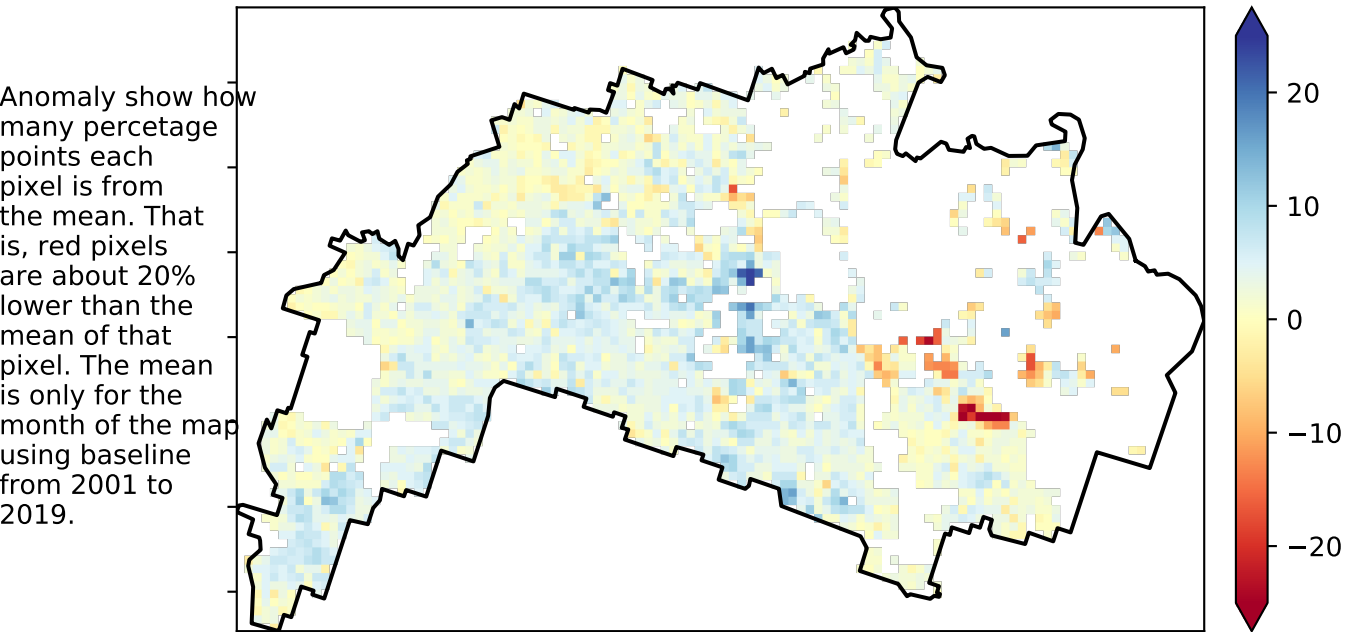 Anomaly show how
many percetage
points each
pixel is from
the mean. That
is, red pixels
are about 20%
lower than the
mean of that
pixel. The mean
is only for the
month of the map
using baseline
from 2001 to
2019.
20
10
0
−10
−20